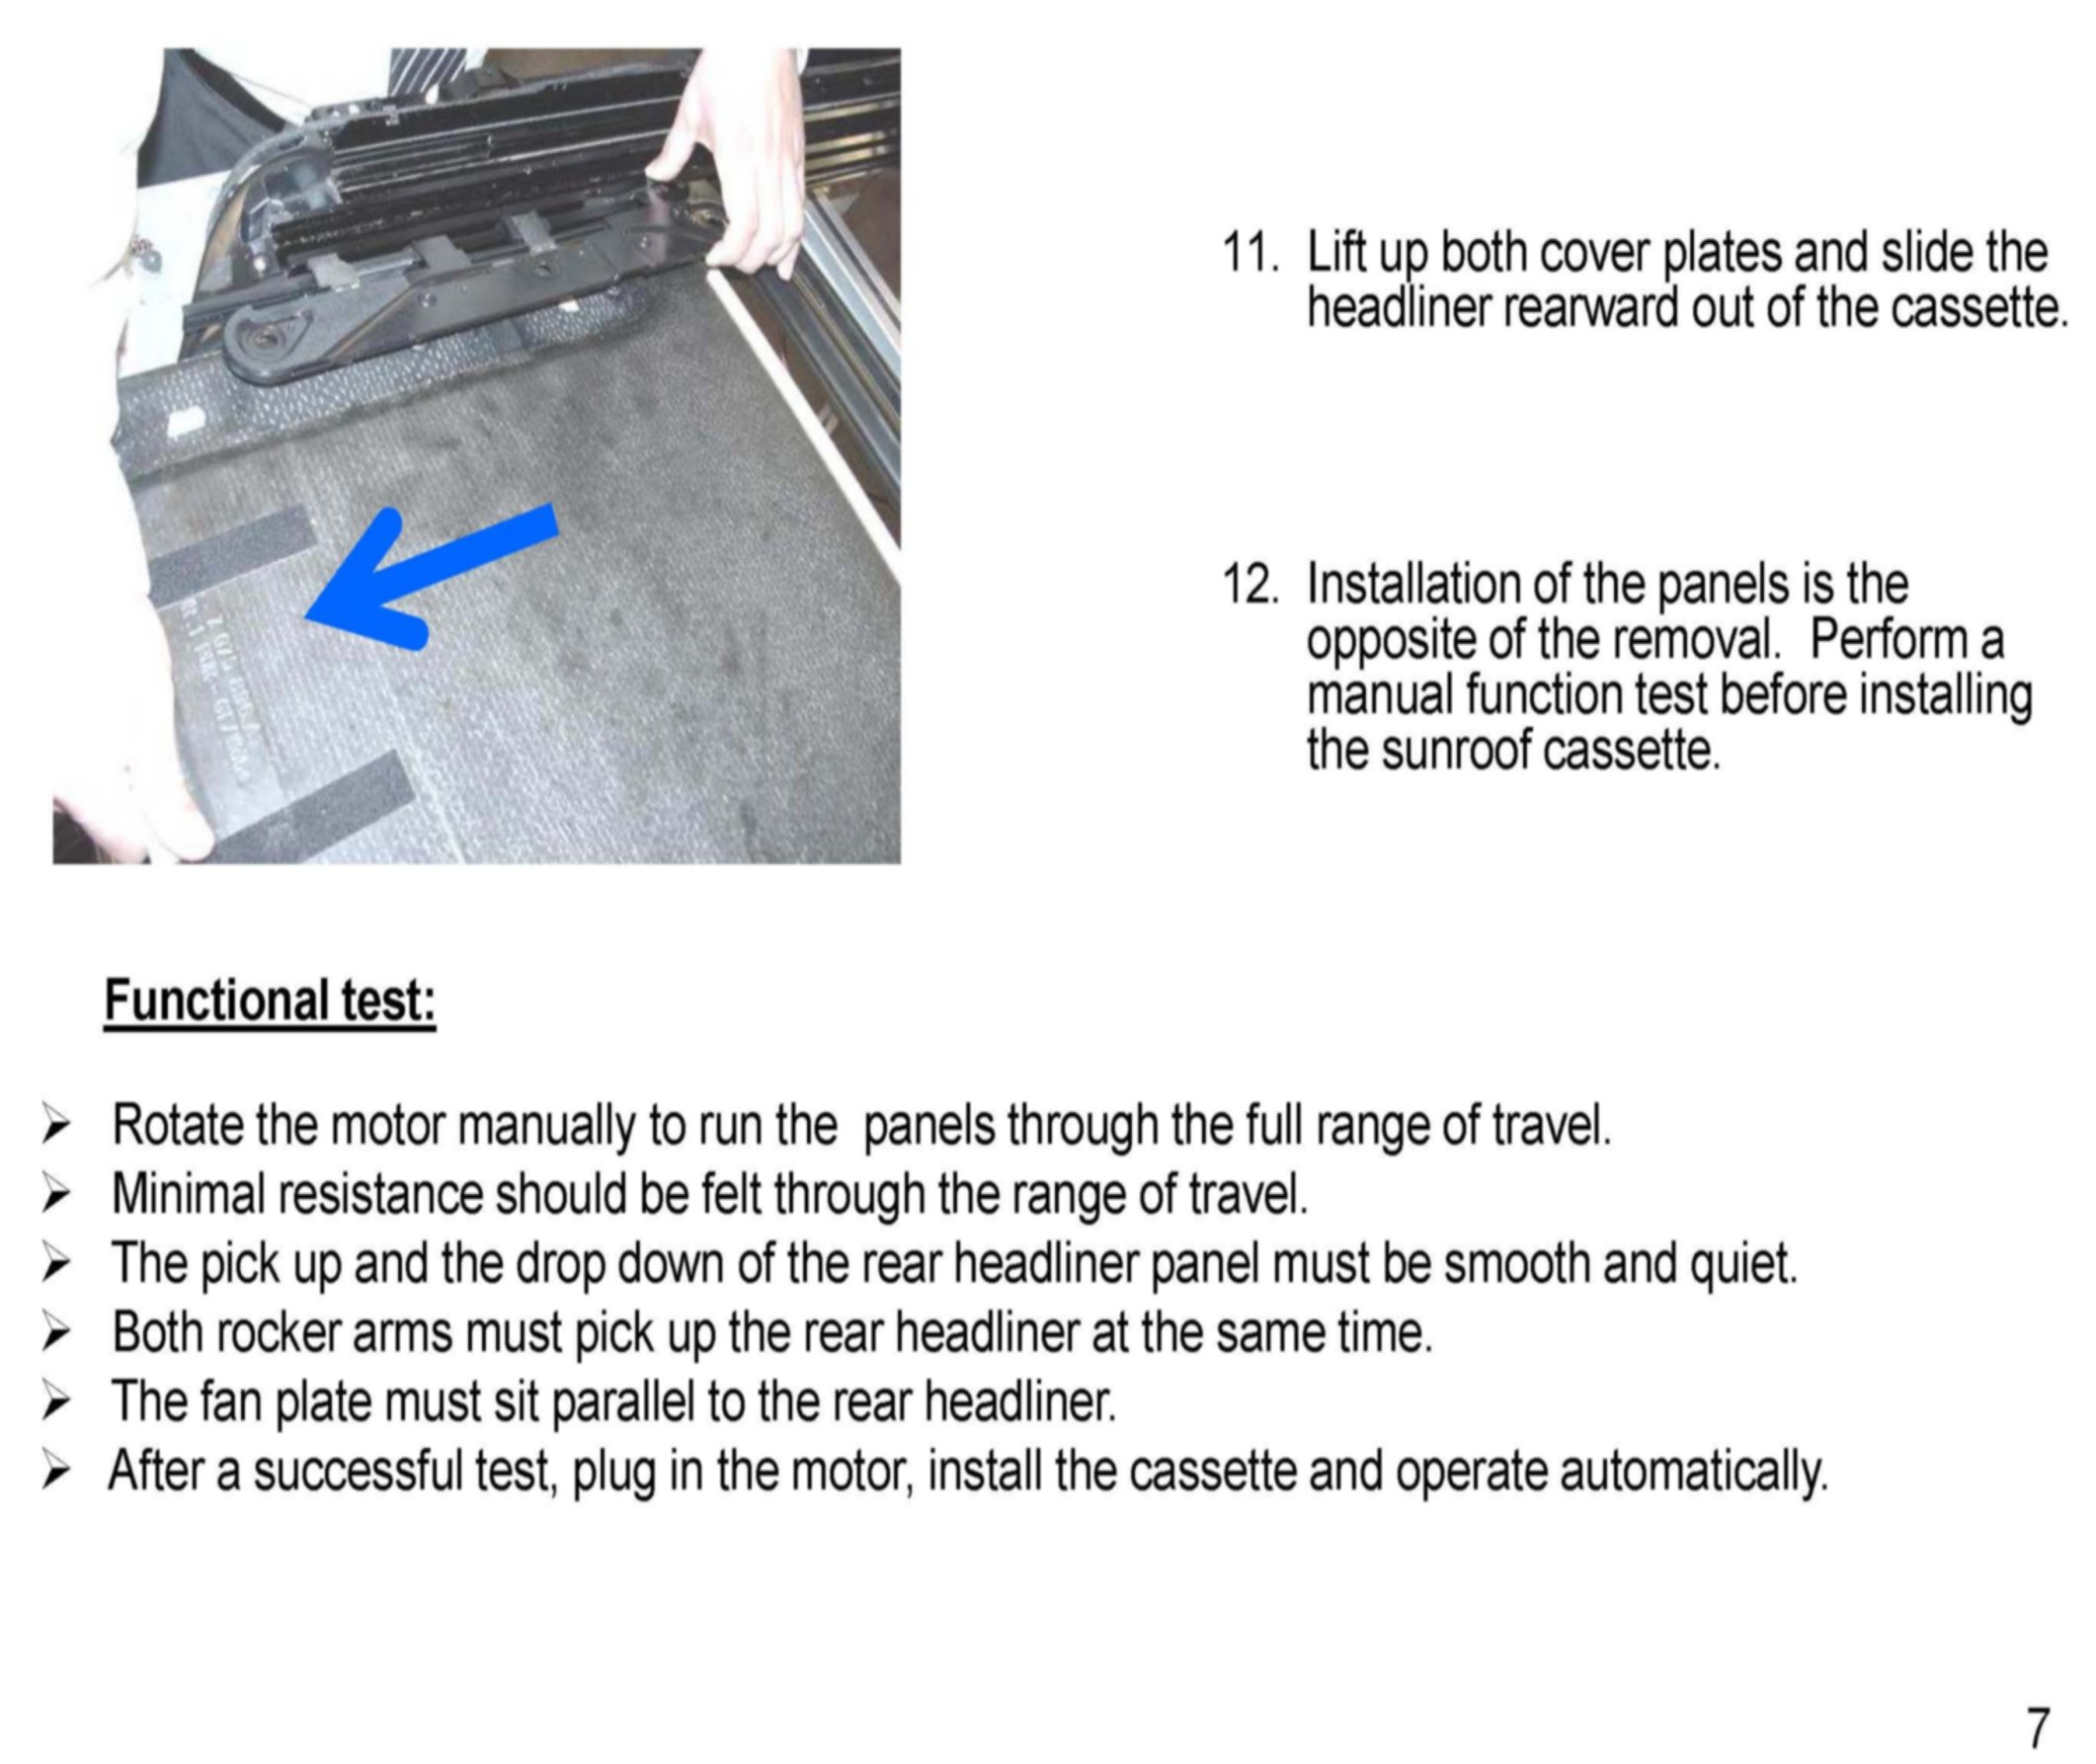 11. Lift up both cover plates and slide the
headliner rearward out of the cassette.
12. Installation of the panels is the
opposite of the removal.  Perform a
manual function test before installing
the sunroof cassette.
Functional test:
➢ Rotate the motor manually to run the  panels through the full range of travel.
➢ Minimal resistance should be felt through the range of travel.
➢ The pick up and the drop down of the rear headliner panel must be smooth and quiet.
➢ Both rocker arms must pick up the rear headliner at the same time.
➢ The fan plate must sit parallel to the rear headliner.
➢ After a successful test, plug in the motor, install the cassette and operate automatically.
7